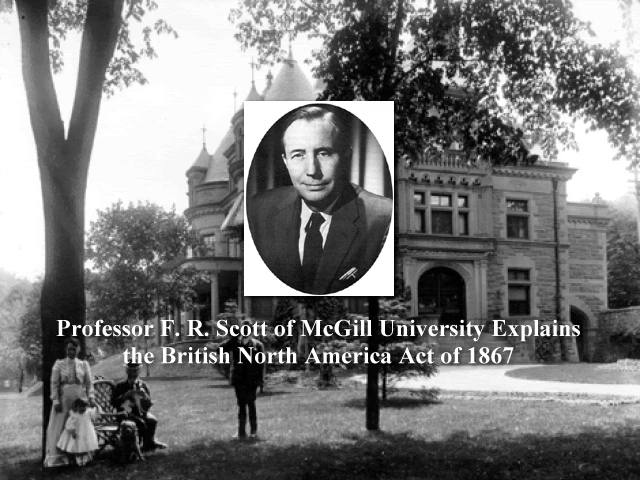 Professor F. R. Scott of McGill University Explains
the British North America Act of 1867